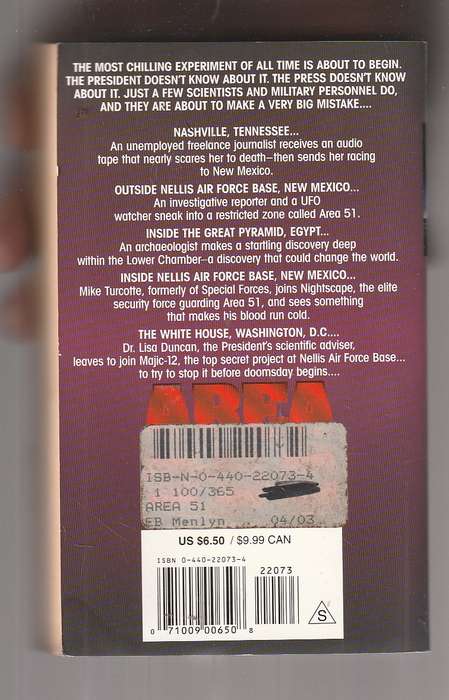 THE MOST CHILLING EXPERIMENT OF ALL TIME IS ABOUT TO BEGIN.
THE PRESIDENT DOESN'T KNOW ABOUT IT. THE PRESS DOESN'T KNOW
ABOUT IT. JUST A FEW SCIENTISTS AND MILITARY PERSONNEL DO,
AND THEY ARE ABOUT TO MAKE A VERY BIG MISTAKE....
NASHVILLE, TENNESSEE...
An unemployed freelance journalist receives an audio
tape that nearly scares her to death—then sends her racing
to New Mexico.
OUTSIDE NELLIS AIR FORCE BASE, NEW MEXICO...
An investigative reporter and a UFO
watcher sneak into a restricted zone called Area 51.
INSIDE THE GREAT PYRAMID, EGYPT...
An archaeologist makes a startling discovery deep
within the Lower Chamber—a discovery that could change the world.
INSIDE NELLIS AIR FORCE BASE, NEW MEXICO...
Mike Turcotte, formerly of Special Forces, joins Nightscape, the elite
security force guarding Area 51, and sees something
that makes his blood run cold.
THE WHITE HOUSE, WASHINGTON, D.C....
Dr. Lisa Duncan, the President's scientific adviser,
leaves to join Majic-12, the top secret project at Nellis Air Force Base...
to try to stop it before doomsday begins....
AREA
ISB-N-0-440-22073-4
1 100/365
AREA 51
EB Menlyn 04/03
US $6.50 / $9.99 CAN
ISBN 0-440-22073-4
22073
0 71009 00650 8
S